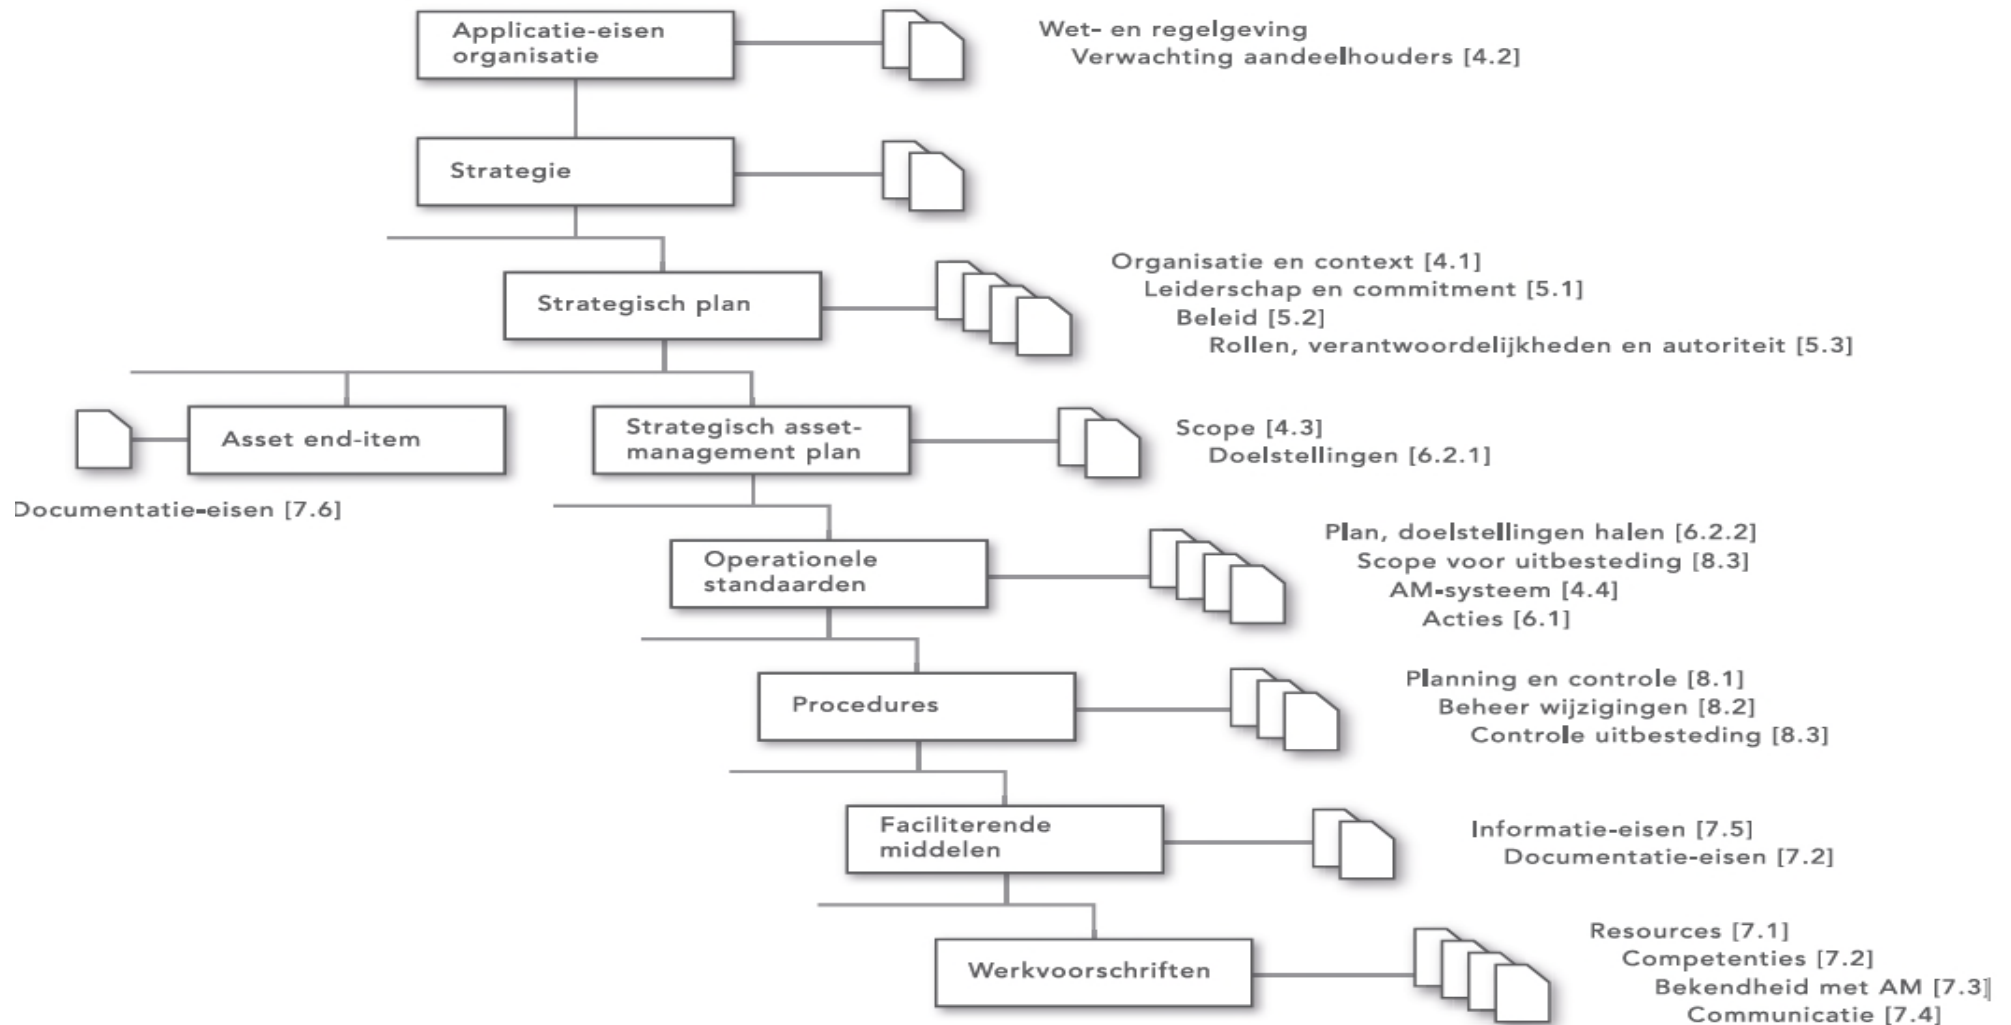 Applicatie-eisen
organisatie
Wet- en regelgeving
Verwachting aandeelhouders [4.2]
Strategie
Strategisch plan
Organisatie en context [4.1]
Leiderschap en commitment [5.1]
Beleid [5.2]
Rollen, verantwoordelijkheden en autoriteit [5.3]
Asset end-item
Documentatie-eisen [7.6]
Strategisch asset-
management plan
Scope [4.3]
Doelstellingen [6.2.1]
Operationele
standaarden
Plan, doelstellingen halen [6.2.2]
Scope voor uitbesteding [8.3]
AM-systeem [4.4]
Acties [6.1]
Procedures
Planning en controle [8.1]
Beheer wijzigingen [8.2]
Controle uitbesteding [8.3]
Faciliterende
middelen
Informatie-eisen [7.5]
Documentatie-eisen [7.2]
Werkvoorschriften
Resources [7.1]
Competenties [7.2]
Bekendheid met AM [7.3]
Communicatie [7.4]